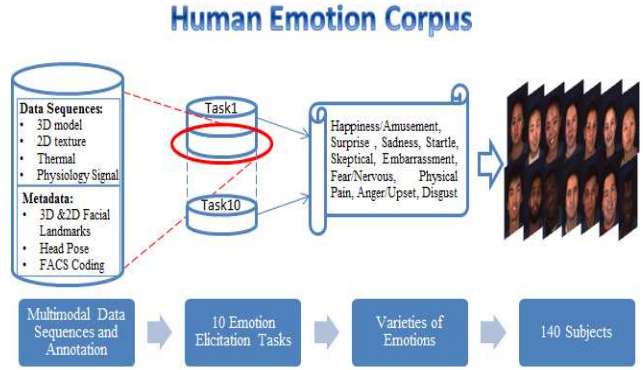 Human Emotion Corpus
Data Sequences:
• 3D model
• 2D texture
• Thermal
• Physiology Signal
Metadata:
• 3D &2D Facial
Landmarks
• Head Pose
• FACS Coding
Task1
Task10
Happiness/Amusement,
Surprise , Sadness, Startle,
Skeptical, Embarrassment,
Fear/Nervous, Physical
Pain, Anger/Upset, Disgust
Multimodal Data
Sequences and
Annotation
10 Emotion
Elicitation Tasks
Varieties of
Emotions
140 Subjects